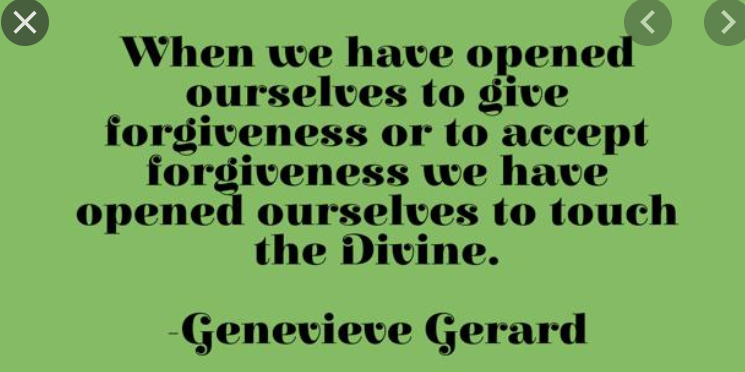 When we have opened
ourselves to give
forgiveness or to accept
forgiveness we have
opened ourselves to touch
the Divine.
-Genevieve Gerard